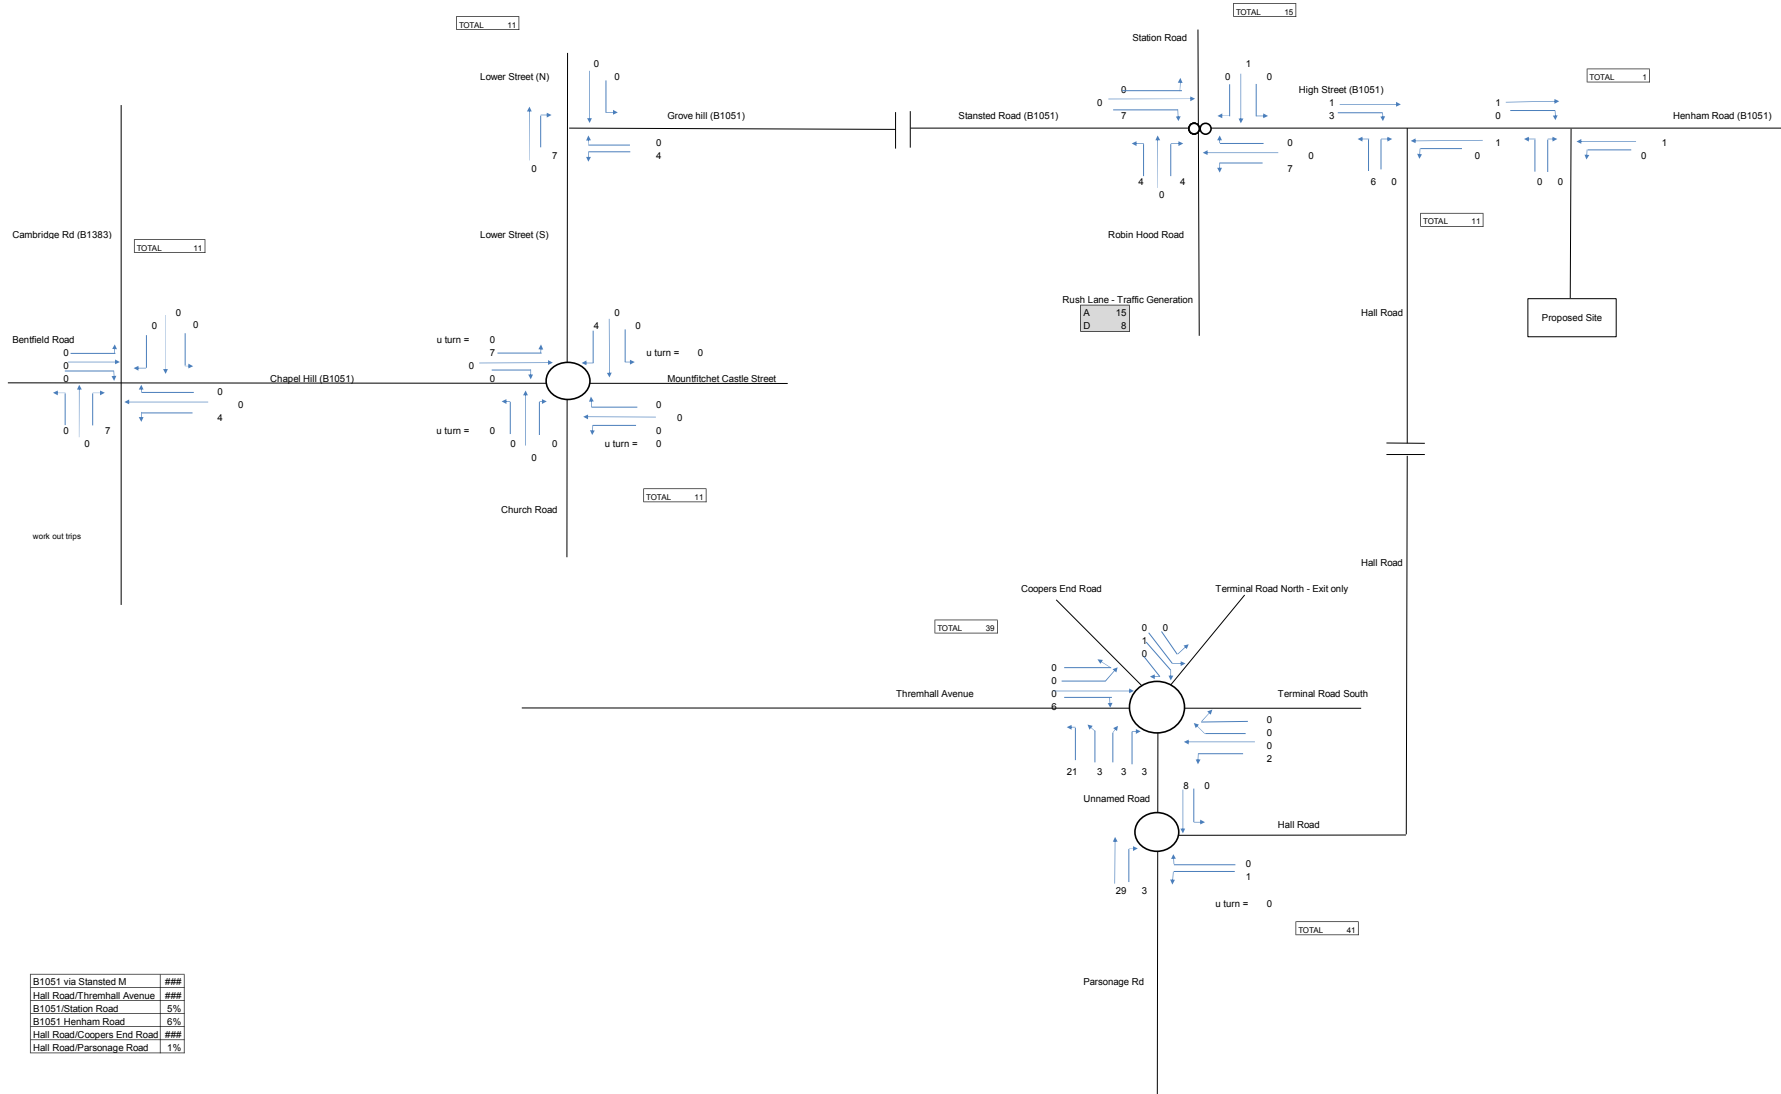 TOTAL 11
TOTAL 15
Station Road
Lower Street (N)
0
0
1
0 0
TOTAL 1
0
0
7
High Street (B1051)
1
3
1
0
Grove hill (B1051)
Stansted Road (B1051)
Henham Road (B1051)
7
0
0
4
4 4
0
0
0
7
6 0
1
0
0 0
1
0
TOTAL 11
Cambridge Rd (B1383)
TOTAL 11
Lower Street (S)
Robin Hood Road
Rush Lane - Traffic Generation
A 15
D 8
Hall Road
Proposed Site
Bentfield Road
0
0
0
0
0
0
u turn = 0
7
0
0
4
0
0
u turn = 0
Chapel Hill (B1051)
Mountfitchet Castle Street
0
0
4
0 7
0
u turn = 0
0 0
0
0
0
0
u turn = 0
TOTAL 11
Church Road
work out trips
Hall Road
Coopers End Road
Terminal Road North - Exit only
TOTAL 39
0 0
1
0
0
0
0
6
Thremhall Avenue
Terminal Road South
0
0
0
2
21 3 3 3
Unnamed Road
8 0
Hall Road
29 3
0
1
u turn = 0
TOTAL 41
Parsonage Rd
B1051 via Stansted M ###
Hall Road/Thremhall Avenue ###
B1051/Station Road 5%
B1051 Henham Road 6%
Hall Road/Coopers End Road ###
Hall Road/Parsonage Road 1%